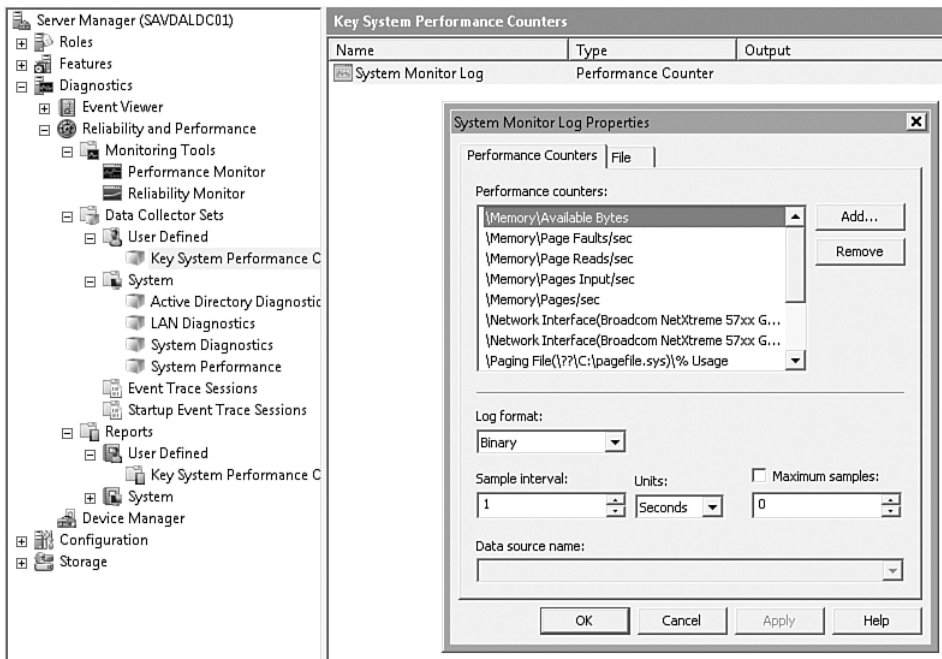 Server Manager (SAVDALDC01)
Roles
Features
Diagnostics
Event Viewer
Reliability and Performance
Monitoring Tools
Performance Monitor
Reliability Monitor
Data Collector Sets
User Defined
Key System Performance C
System
Active Directory Diagnostic
LAN Diagnostics
System Diagnostics
System Performance
Event Trace Sessions
Startup Event Trace Sessions
Reports
User Defined
Key System Performance C
System
Device Manager
Configuration
Storage
Key System Performance Counters
Name Type Output
System Monitor Log Performance Counter
System Monitor Log Properties
Performance Counters File
Performance counters:
\Memory\Available Bytes
\Memory\Page Faults/sec
\Memory\Page Reads/sec
\Memory\Pages Input/sec
\Memory\Pages/sec
\Network Interface(Broadcom NetXtreme 57xx G...
\Network Interface(Broadcom NetXtreme 57xx G...
\Paging File(\??\C:\pagefile.sys)\% Usage
Add...
Remove
Log format:
Binary
Sample interval: Units: Maximum samples:
1 Seconds 0
Data source name:
OK Cancel Apply Help